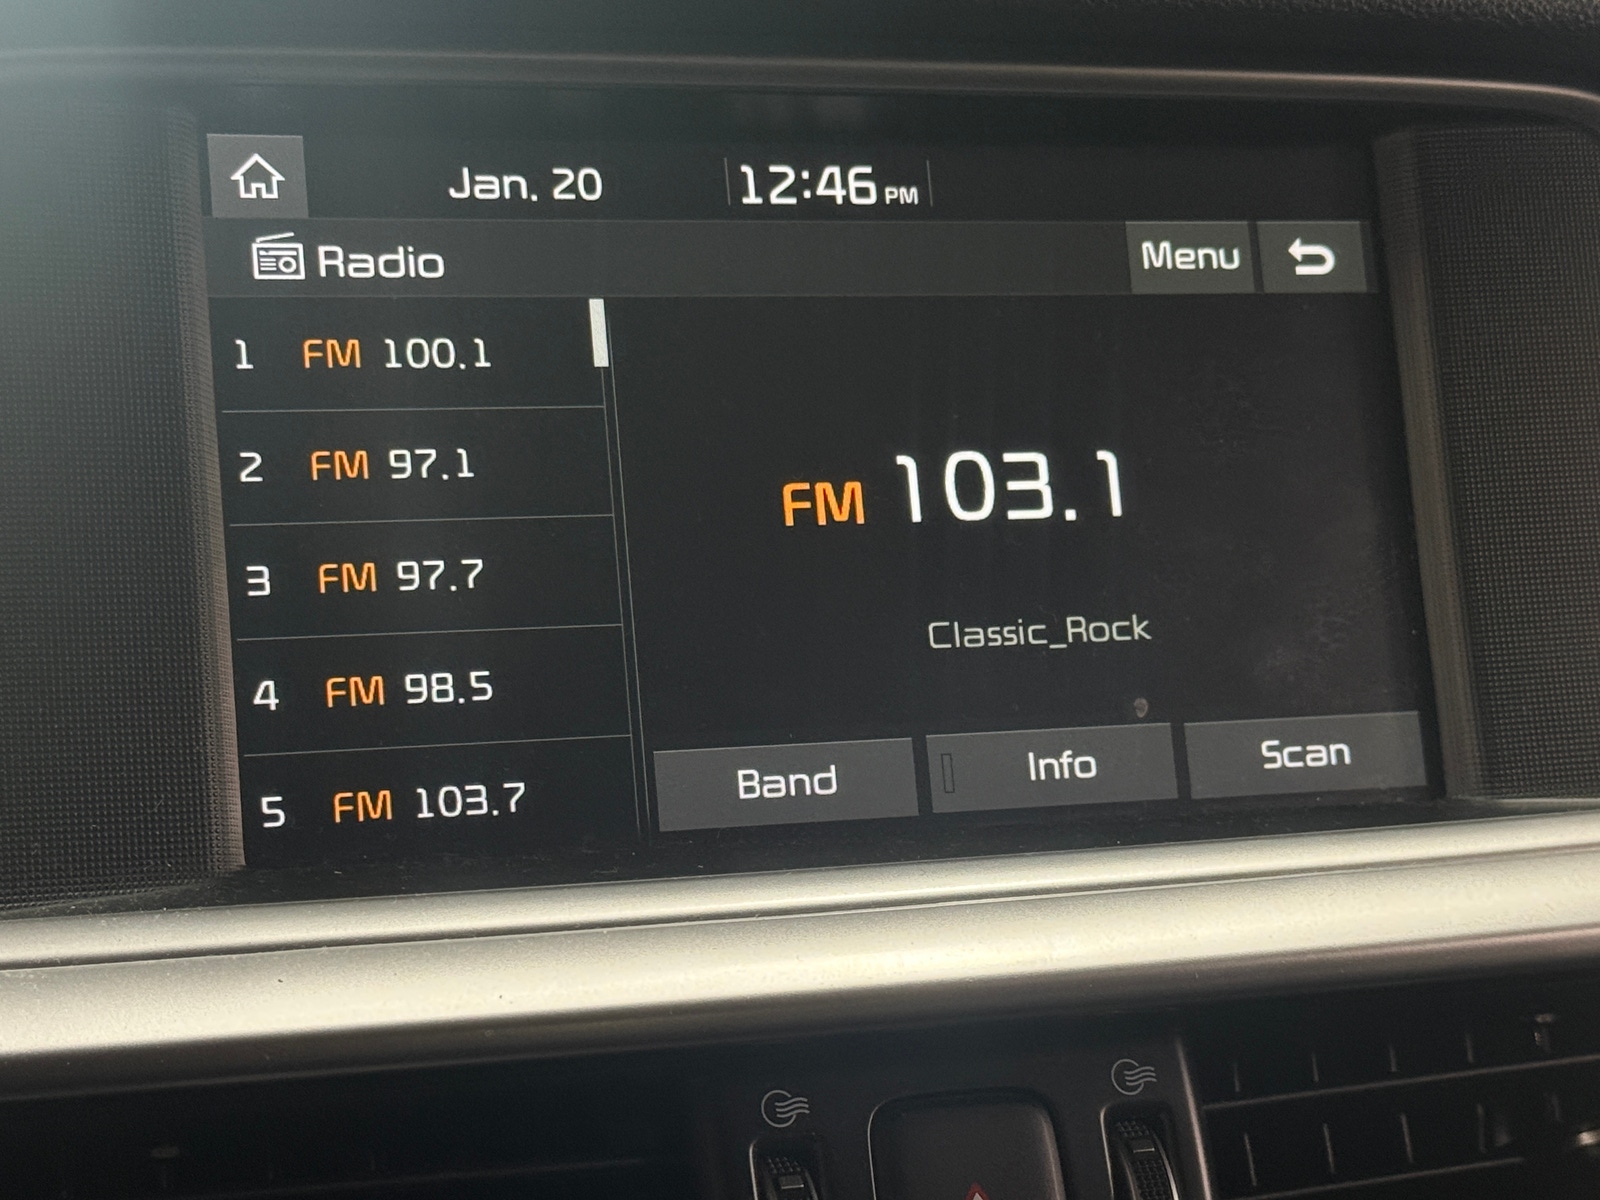 Jan. 20 12:46 PM
Radio Menu
1 FM 100.1
2 FM 97.1
3 FM 97.7
4 FM 98.5
5 FM 103.7
FM 103.1
Classic_Rock
Band Info Scan